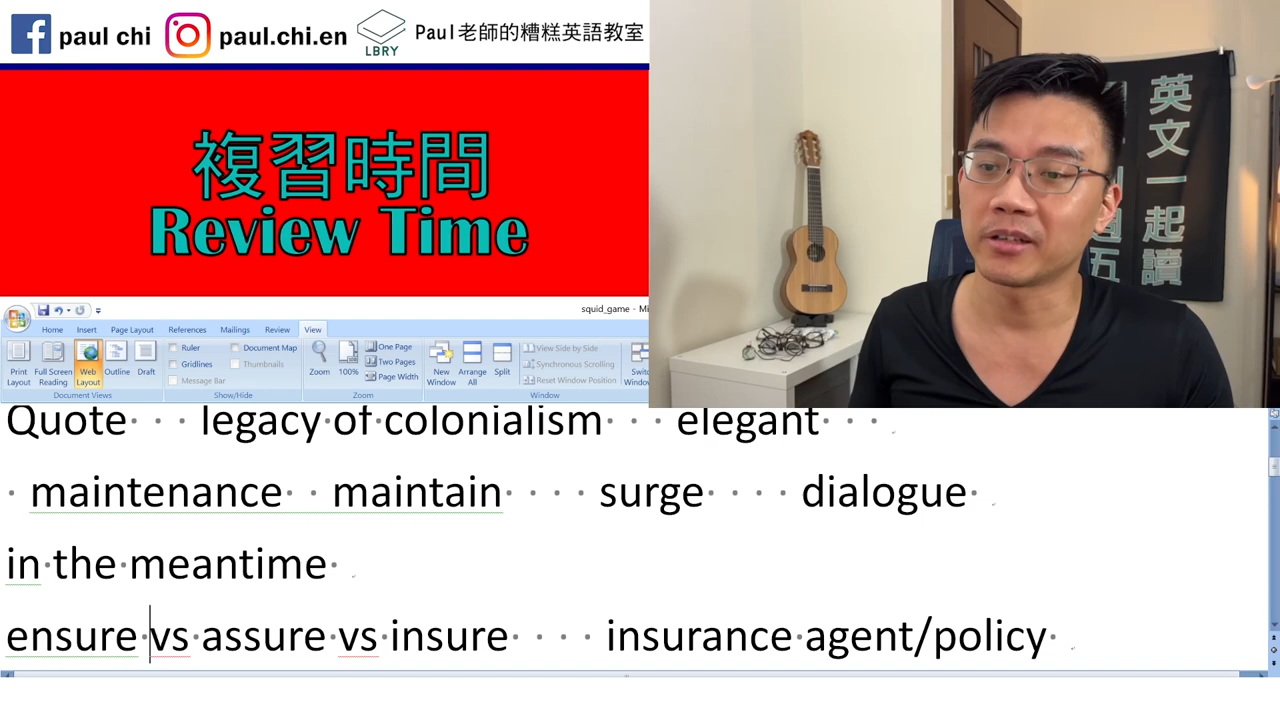 paul chi paul.chi.en LBRY Paul老師的糟糕英語教室
複習時間
Review Time
英文一起讀
五
squid_game - Mi
Home Insert Page Layout References Mailings Review View
Print Layout Full Screen Reading Web Layout Outline Draft
Document Views
Ruler Gridlines Message Bar Document Map Thumbnails
Show/Hide
Zoom 100% One Page Two Pages Page Width
Zoom
New Window Arrange All Split View Side by Side Synchronous Scrolling Reset Window Position
Window
Quote legacy of colonialism elegant
maintenance maintain surge dialogue
in the meantime
ensure vs assure vs insure insurance agent/policy